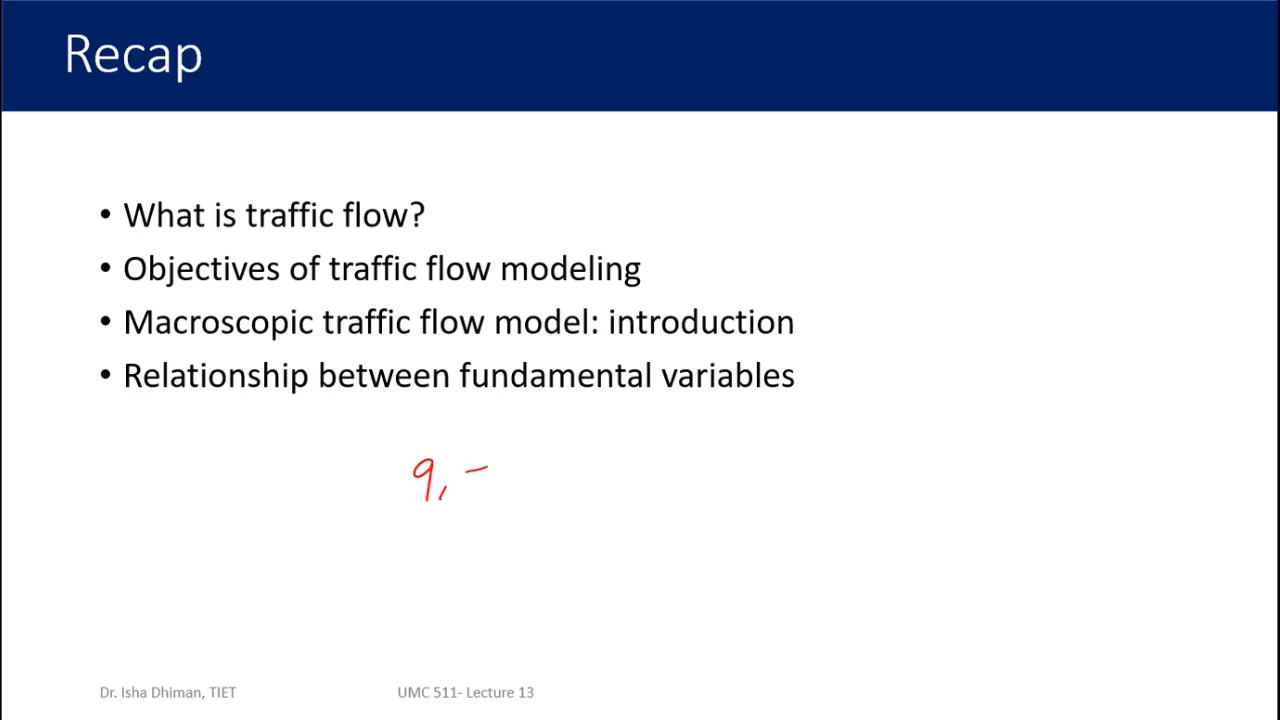 Recap
• What is traffic flow?
• Objectives of traffic flow modeling
• Macroscopic traffic flow model: introduction
• Relationship between fundamental variables
q, –
Dr. Isha Dhiman, TIET
UMC 511- Lecture 13